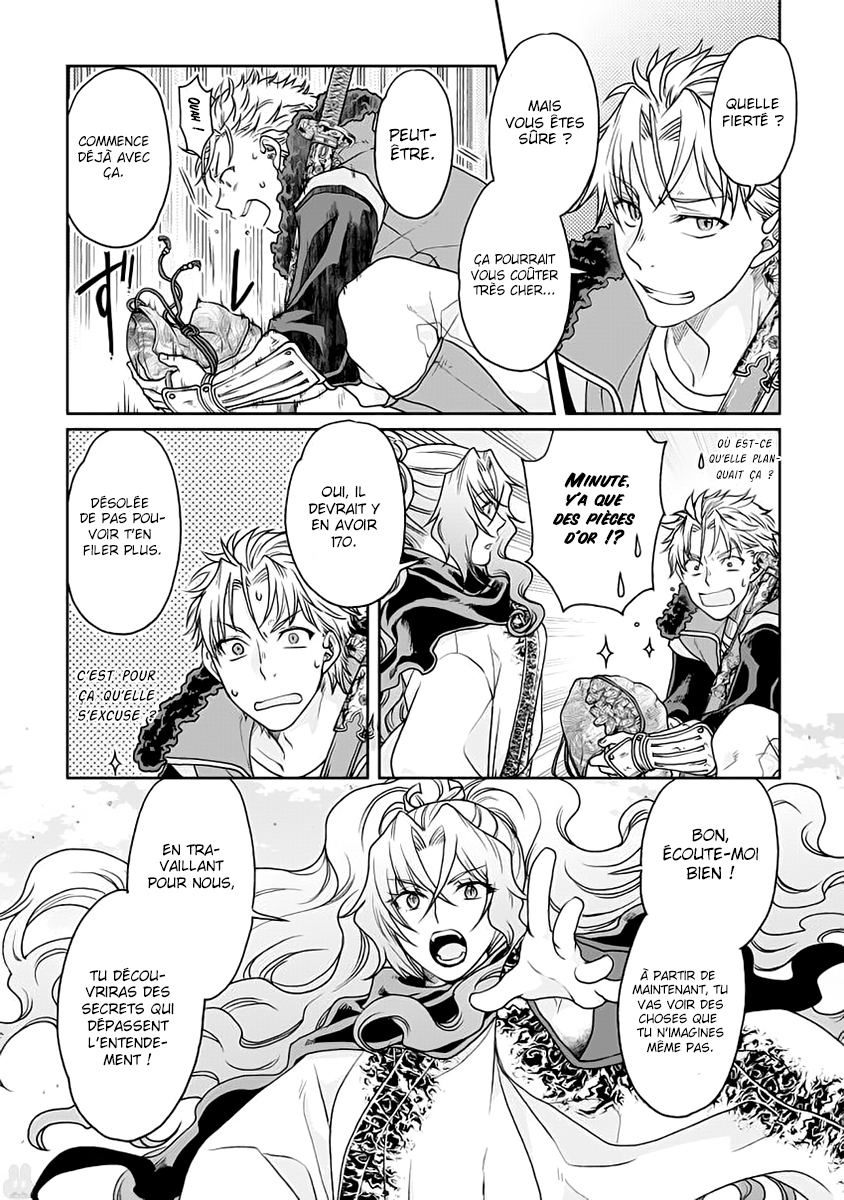 QUELLE
FIERTÉ ?
MAIS
VOUS ÊTES
SÛRE ?
ÇA POURRAIT
VOUS COÛTER
TRÈS CHER...
PEUT-
ÊTRE.
OUAH !
COMMENCE
DÉJÀ AVEC
ÇA.
ずしっ
OÙ EST-CE
QU'ELLE PLAN-
QUAIT ÇA ?
MINUTE,
Y'A QUE
DES PIÈCES
D'OR !?
OUI, IL
DEVRAIT Y
EN AVOIR
170.
DÉSOLÉE
DE PAS POU-
VOIR T'EN
FILER PLUS.
C'EST POUR
ÇA QU'ELLE
S'EXCUSE ?
BON,
ÉCOUTE-MOI
BIEN !
À PARTIR DE
MAINTENANT, TU
VAS VOIR DES
CHOSES QUE
TU N'IMAGINES
MÊME PAS.
EN TRA-
VAILLANT
POUR NOUS,
TU DÉCOU-
VRIRAS DES
SECRETS QUI
DÉPASSENT
L'ENTENDE-
MENT !